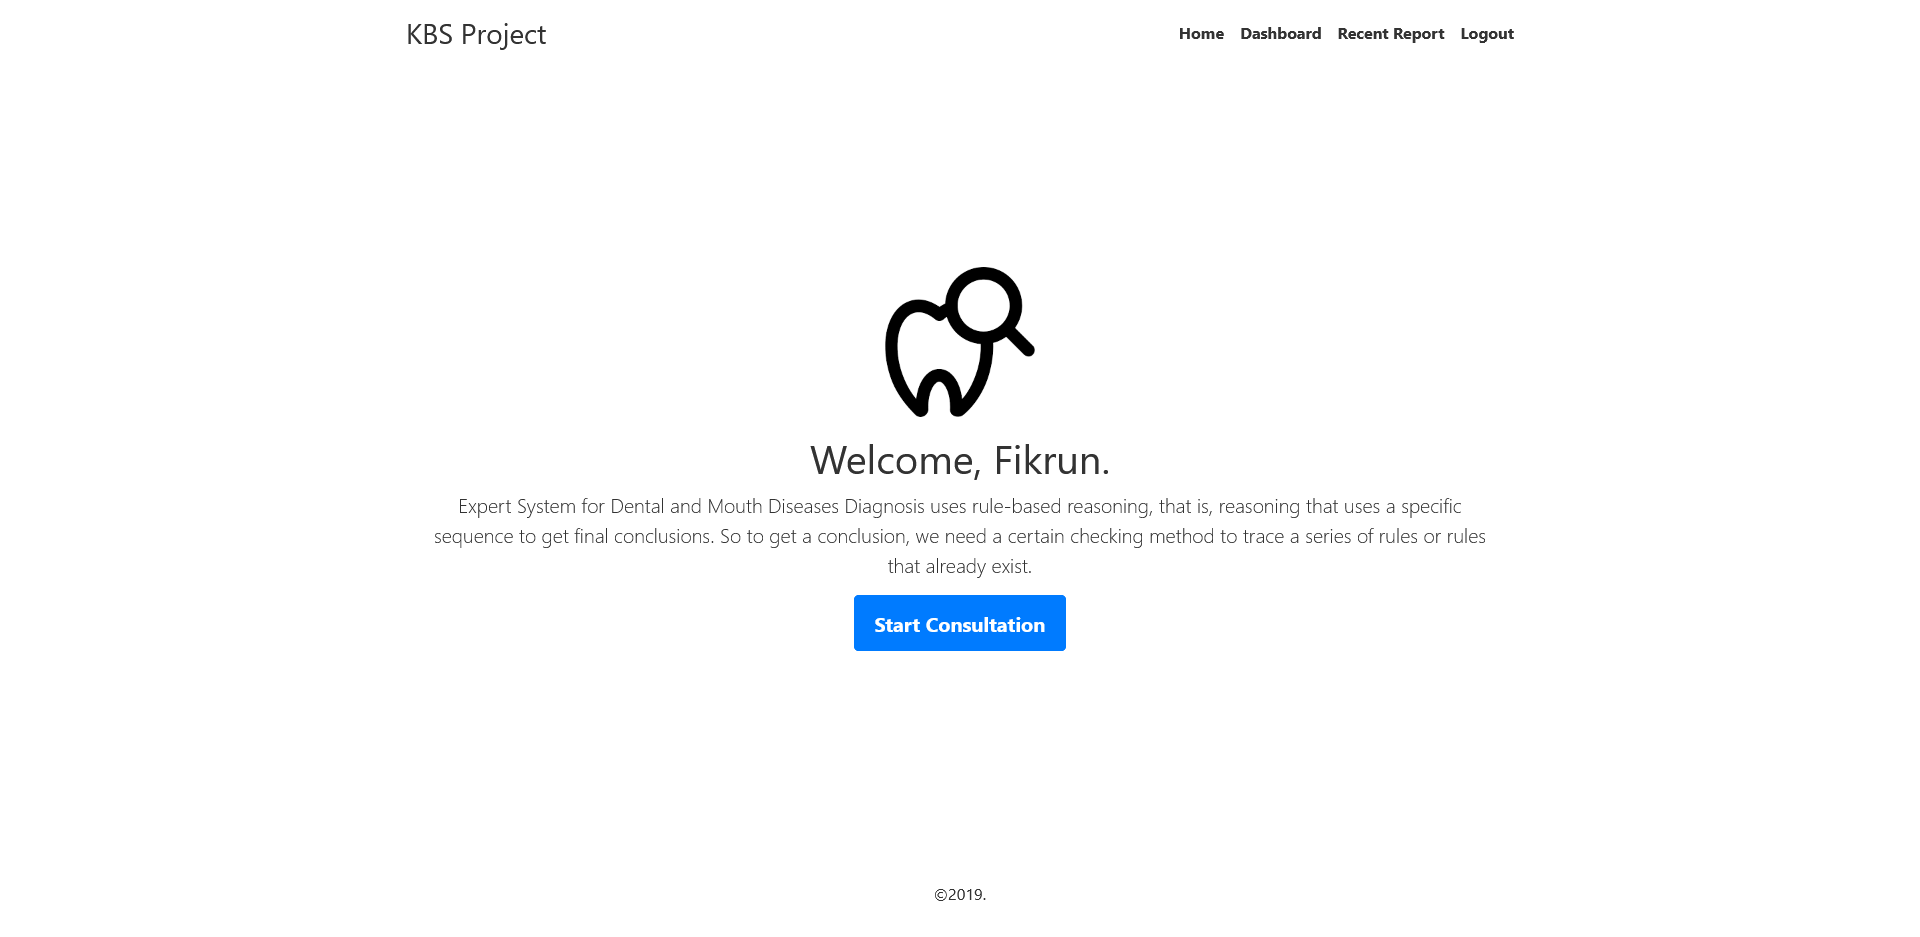 KBS Project
Home Dashboard Recent Report Logout
Welcome, Fikrun.
Expert System for Dental and Mouth Diseases Diagnosis uses rule-based reasoning, that is, reasoning that uses a specific
sequence to get final conclusions. So to get a conclusion, we need a certain checking method to trace a series of rules or rules
that already exist.
Start Consultation
©2019.